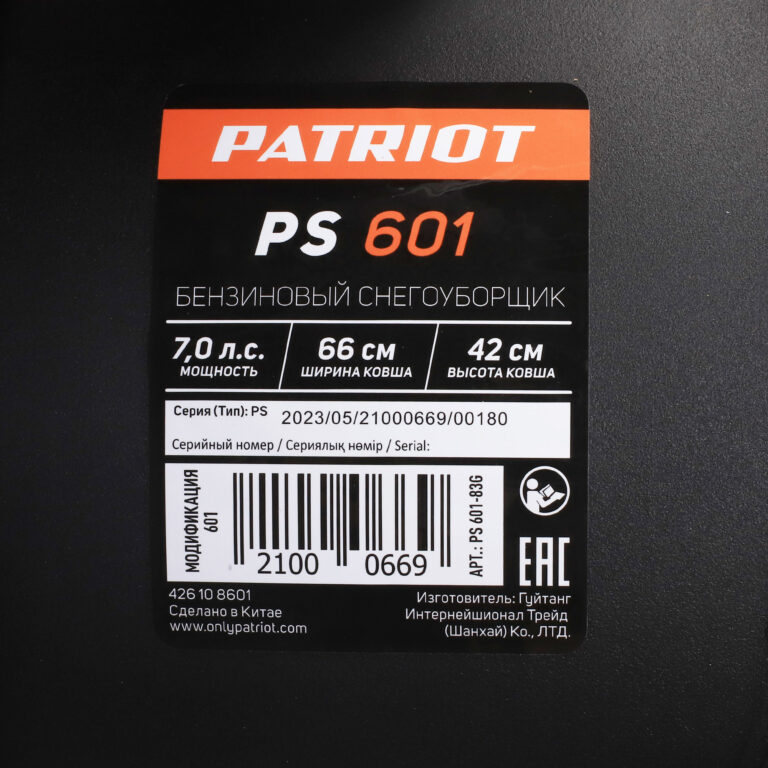 PATRIOT
PS 601
БЕНЗИНОВЫЙ СНЕГОУБОРЩИК
7,0 л.с.
МОЩНОСТЬ
66 см
ШИРИНА КОВША
42 см
ВЫСОТА КОВША
Серия (Тип): PS 2023/05/21000669/00180
Серийный номер / Сериялық нөмір / Serial:
МОДИФИКАЦИЯ
601
2100 0669
АРТ.: PS 601-83G
EAC
426 10 8601
Сделано в Китае
www.onlypatriot.com
Изготовитель: Гуйтанг
Интернейшионал Трейд
(Шанхай) Ко., ЛТД.